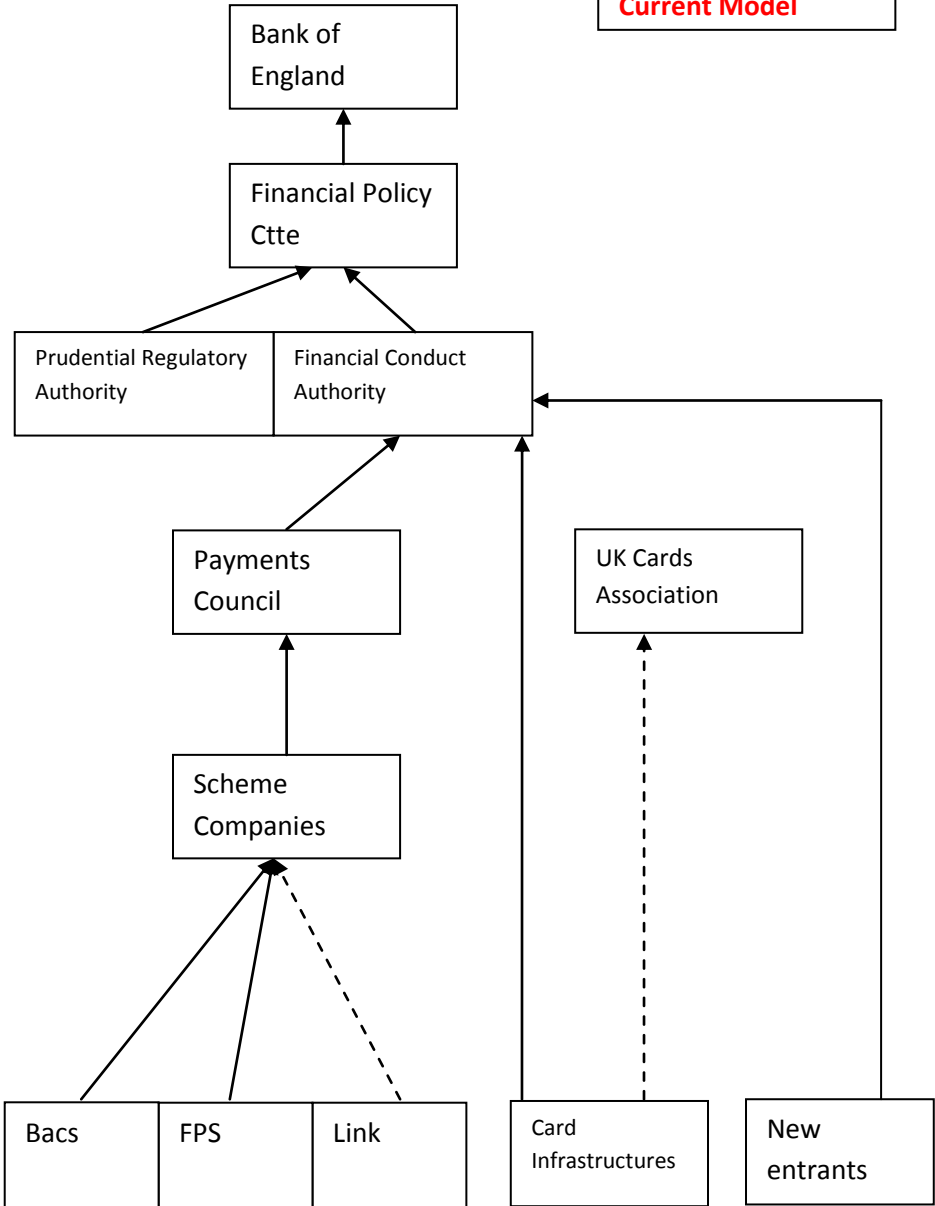 Current Model
Bank of
England
Financial Policy
Ctte
Prudential Regulatory
Authority
Financial Conduct
Authority
Payments
Council
UK Cards
Association
Scheme
Companies
Bacs
FPS
Link
Card
Infrastructures
New
entrants